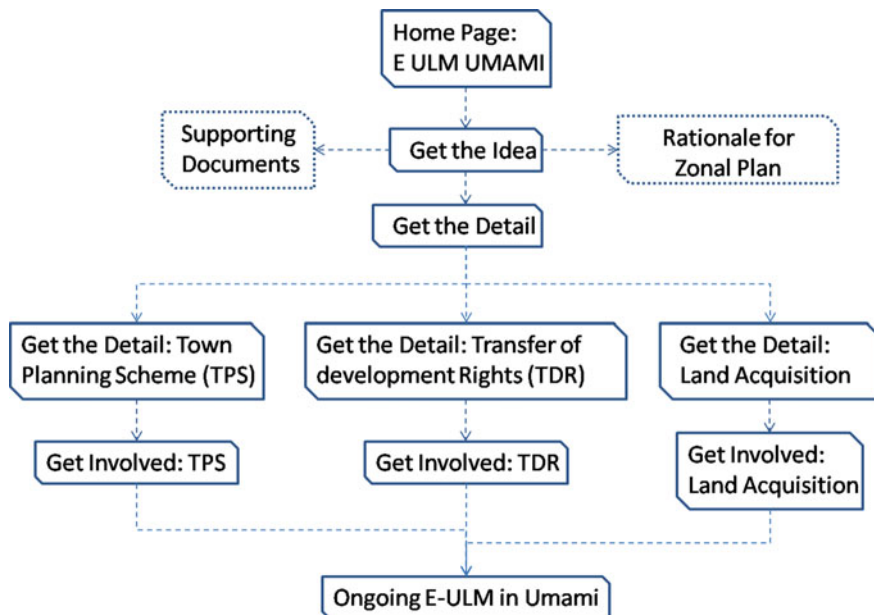 Home Page:
E ULM UMAMI
Supporting
Documents
Get the Idea
Rationale for
Zonal Plan
Get the Detail
Get the Detail: Town
Planning Scheme (TPS)
Get the Detail: Transfer of
development Rights (TDR)
Get the Detail:
Land Acquisition
Get Involved: TPS
Get Involved: TDR
Get Involved:
Land Acquisition
Ongoing E-ULM in Umami